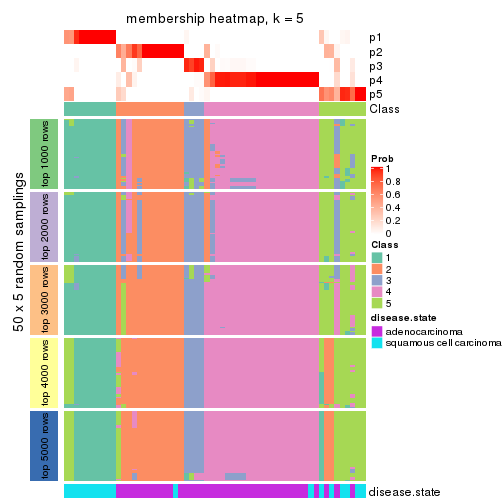 membership heatmap, k = 5
p1
p2
p3
p4
p5
Class
50 x 5 random samplings
top 1000 rows
top 2000 rows
top 3000 rows
top 4000 rows
top 5000 rows
disease.state
Prob
1
0.8
0.6
0.4
0.2
0
Class
1
2
3
4
5
disease.state
adenocarcinoma
squamous cell carcinoma